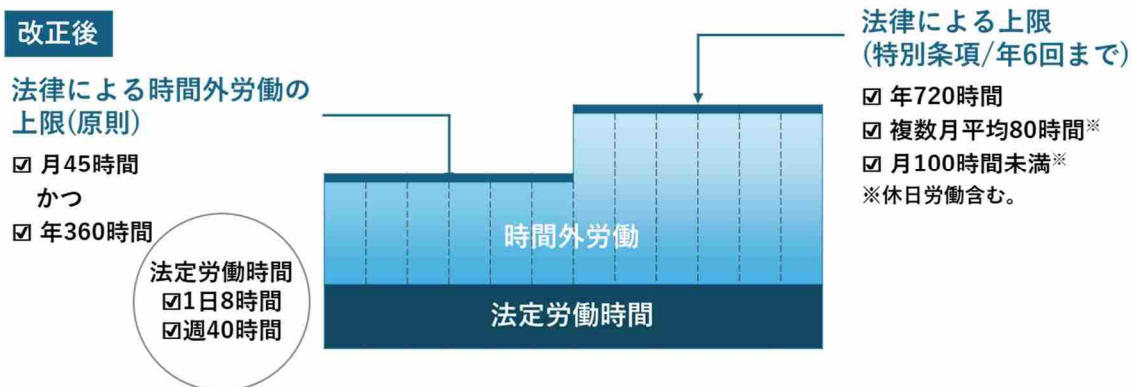 改正後
法律による時間外労働の
上限(原則)
☑ 月45時間
かつ
☑ 年360時間
法定労働時間
☑1日8時間
☑週40時間
時間外労働
法定労働時間
法律による上限
(特別条項/年6回まで)
☑ 年720時間
☑ 複数月平均80時間※
☑ 月100時間未満※
※休日労働含む。